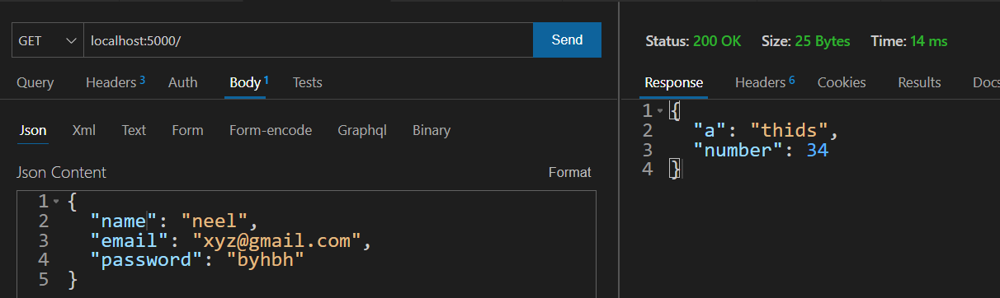 GET localhost:5000/ Send
Query Headers 3 Auth Body 1 Tests
Json Xml Text Form Form-encode Graphql Binary
Json Content Format
1 {
2 "name": "neel",
3 "email": "xyz@gmail.com",
4 "password": "byhbh"
5 }
Status: 200 OK Size: 25 Bytes Time: 14 ms
Response Headers 6 Cookies Results Docs
1 {
2 "a": "thids",
3 "number": 34
4 }